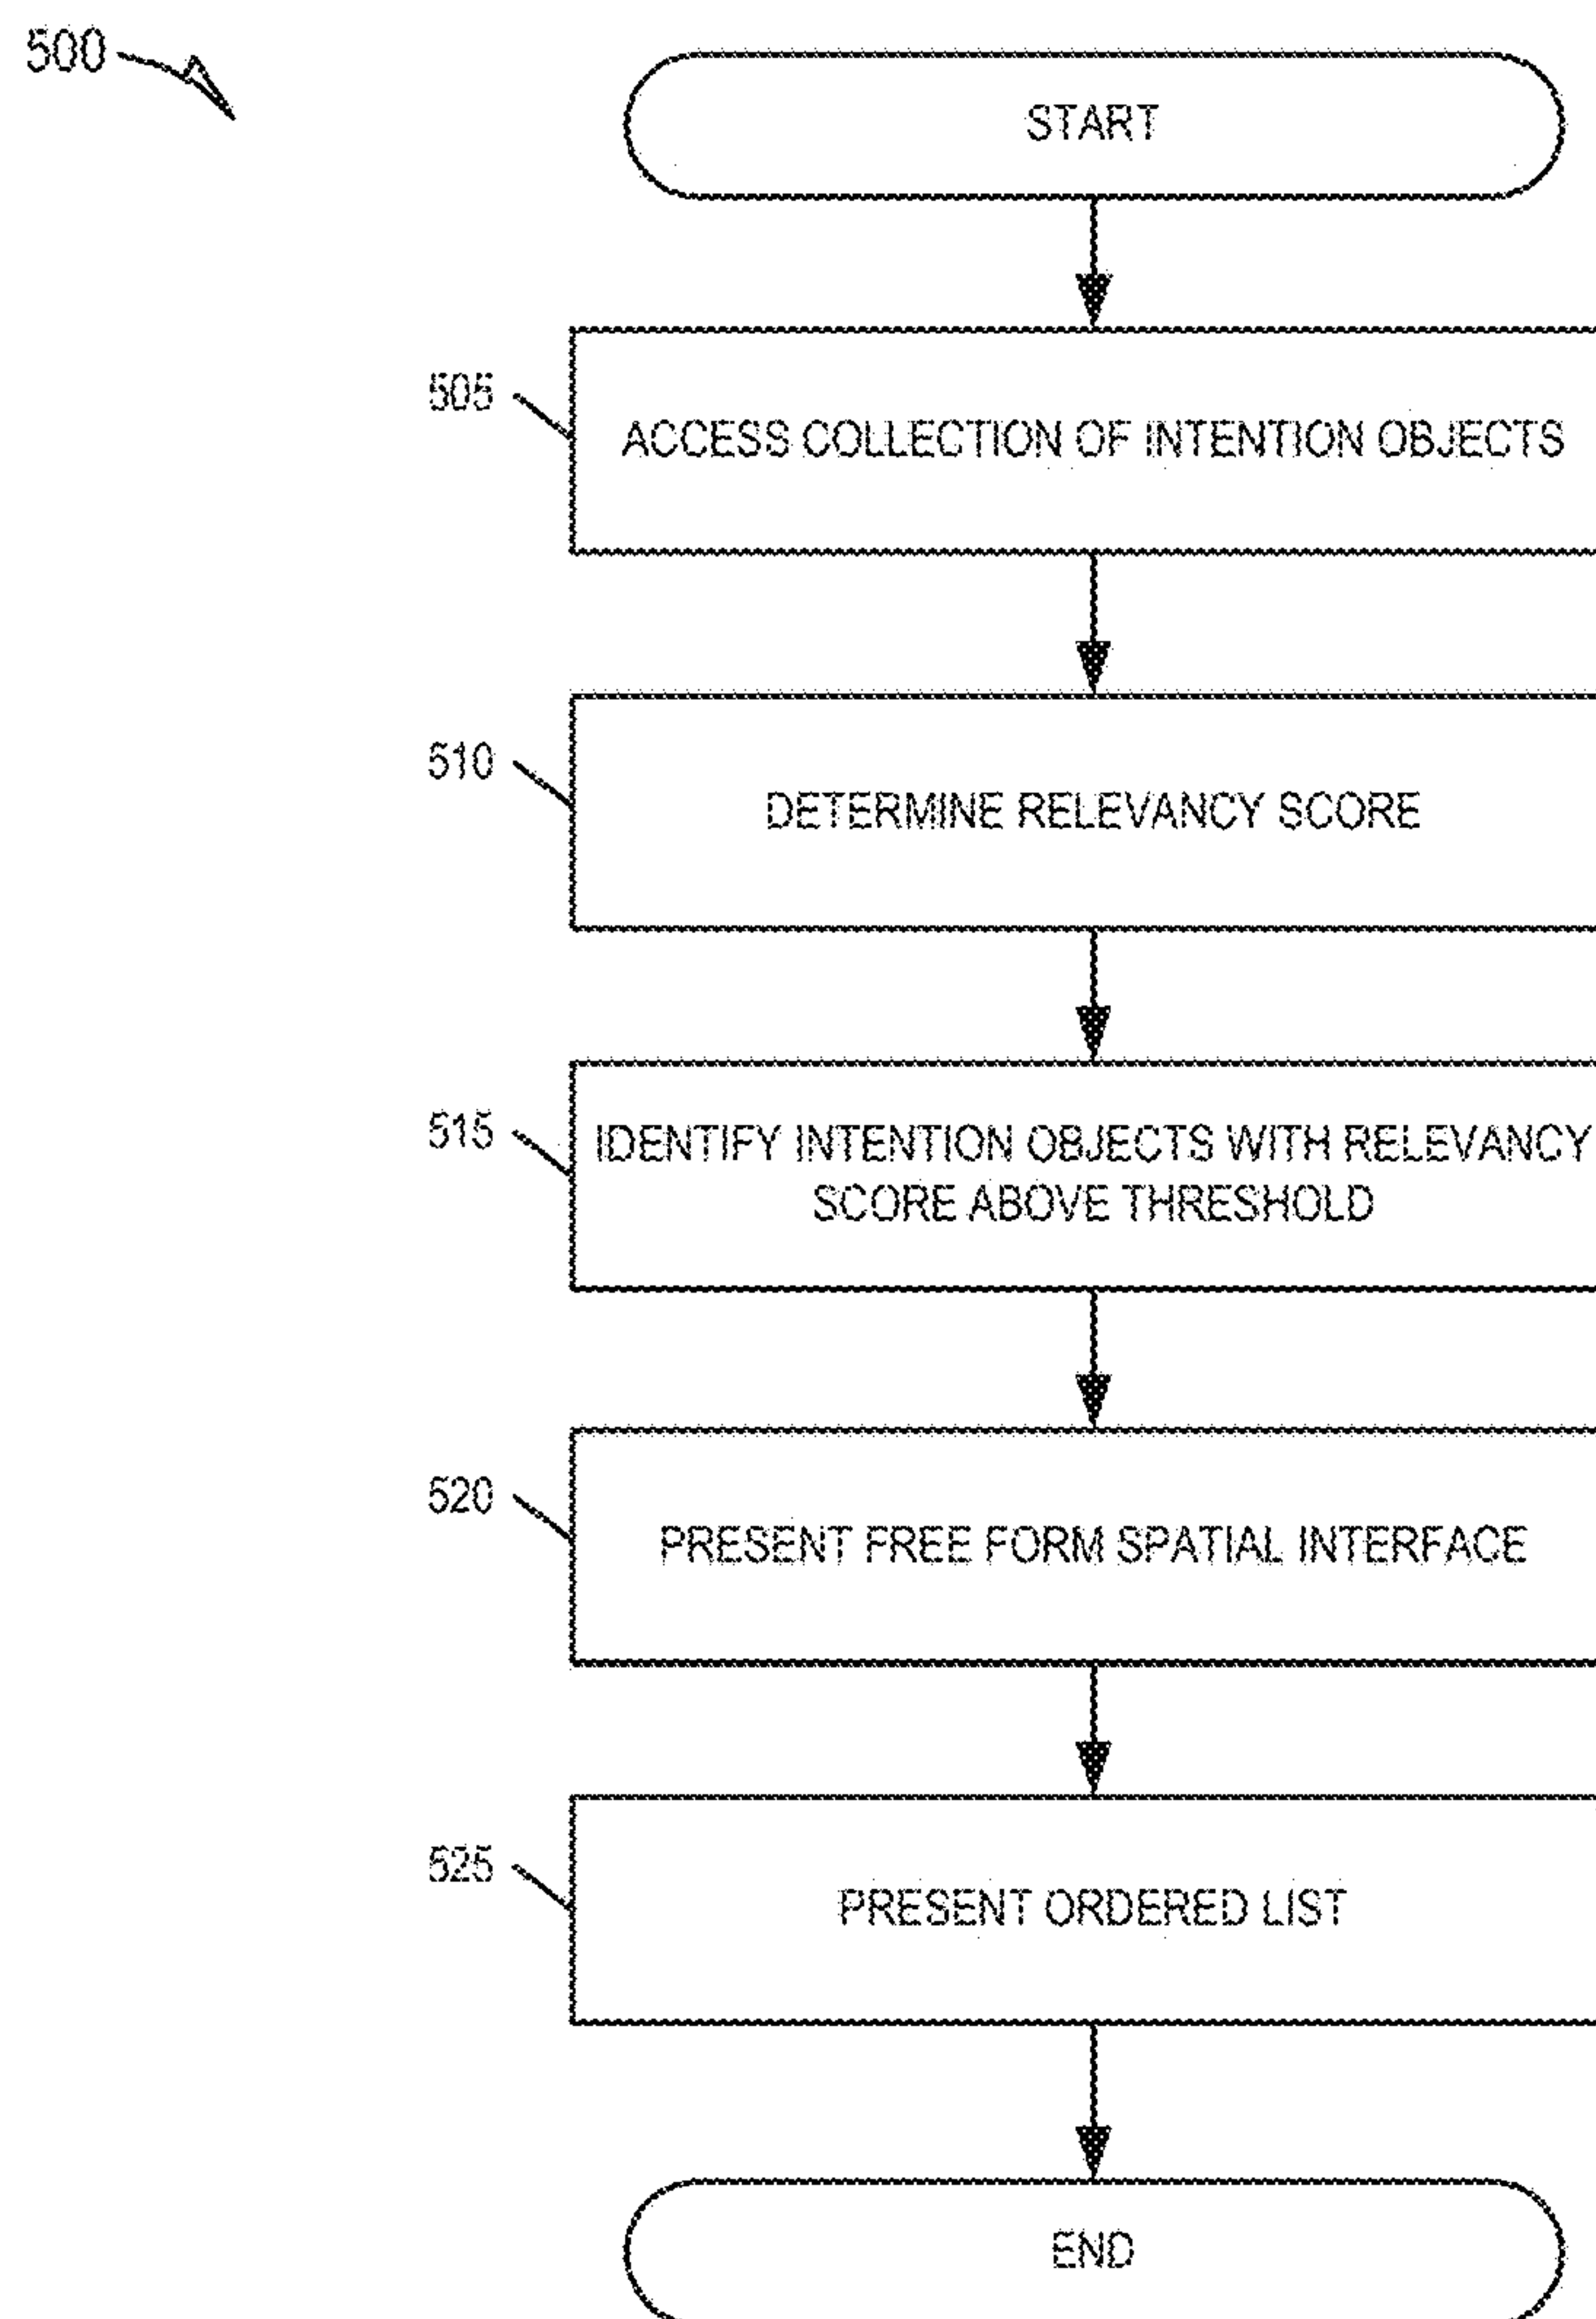 500
START
505
ACCESS COLLECTION OF INTENTION OBJECTS
510
DETERMINE RELEVANCY SCORE
515
IDENTIFY INTENTION OBJECTS WITH RELEVANCY
SCORE ABOVE THRESHOLD
520
PRESENT FREE FORM SPATIAL INTERFACE
525
PRESENT ORDERED LIST
END